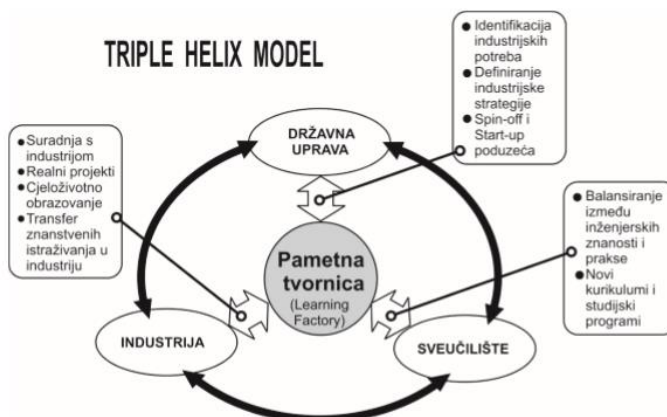 TRIPLE HELIX MODEL
● Identifikacija
industrijskih
potreba
● Definiranje
industrijske
strategije
● Spin-off i
Start-up
poduzeća
DRŽAVNA
UPRAVA
● Suradnja s
industrijom
● Realni projekti
● Cjeloživotno
obrazovanje
● Transfer
znanstvenih
istraživanja u
industriju
● Balansiranje
između
inženjerskih
znanosti i
prakse
● Novi
kurikulumi i
studijski
programi
Pametna
tvornica
(Learning
Factory)
INDUSTRIJA
SVEUČILIŠTE